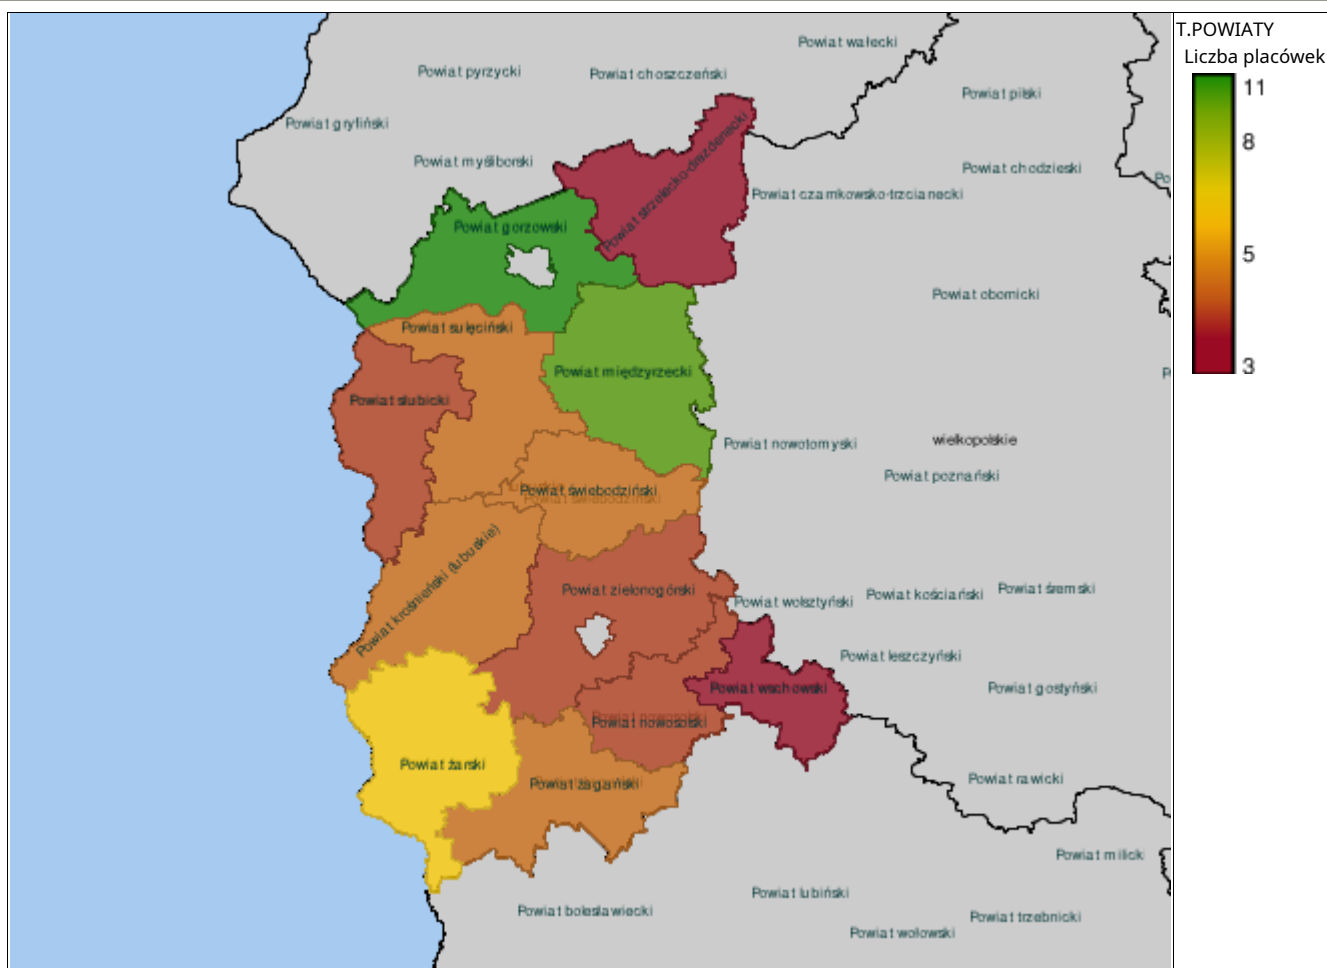 T.POWIATY
Liczba placówek
11
8
5
3
Powiat wałecki
Powiat pyrzycki
Powiat choszczeński
Powiat pilski
Powiat gryfiński
Powiat myśliborski
Powiat chodzieski
Powiat strzelecko-drezdenecki
Powiat czarnkowsko-trzcianecki
Powiat gorzowski
Powiat obornicki
Powiat sulęciński
Powiat międzyrzecki
Powiat słubicki
Powiat nowotomyski
wielkopolskie
Powiat poznański
Powiat świebodziński
Powiat krośnieński (lubuskie)
Powiat zielonogórski
Powiat wolsztyński
Powiat kościański
Powiat śremski
Powiat leszczyński
Powiat wschowski
Powiat gostyński
Powiat nowosolski
Powiat żarski
Powiat żagański
Powiat rawicki
Powiat milicki
Powiat lubiński
Powiat bolesławiecki
Powiat trzebnicki
Powiat wołowski